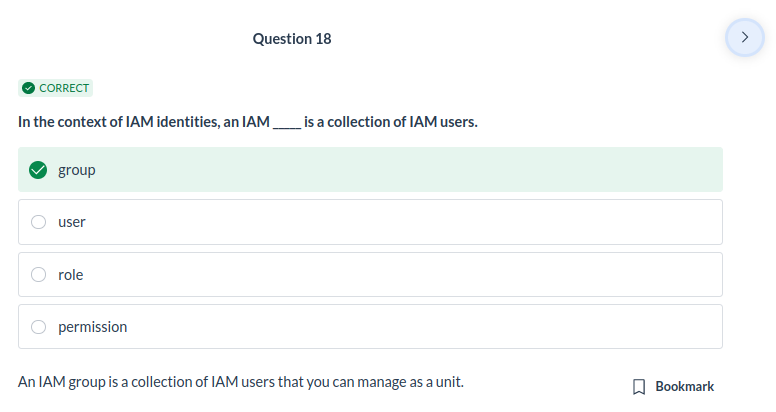 Question 18
CORRECT
In the context of IAM identities, an IAM _____ is a collection of IAM users.
group
user
role
permission
An IAM group is a collection of IAM users that you can manage as a unit.
Bookmark